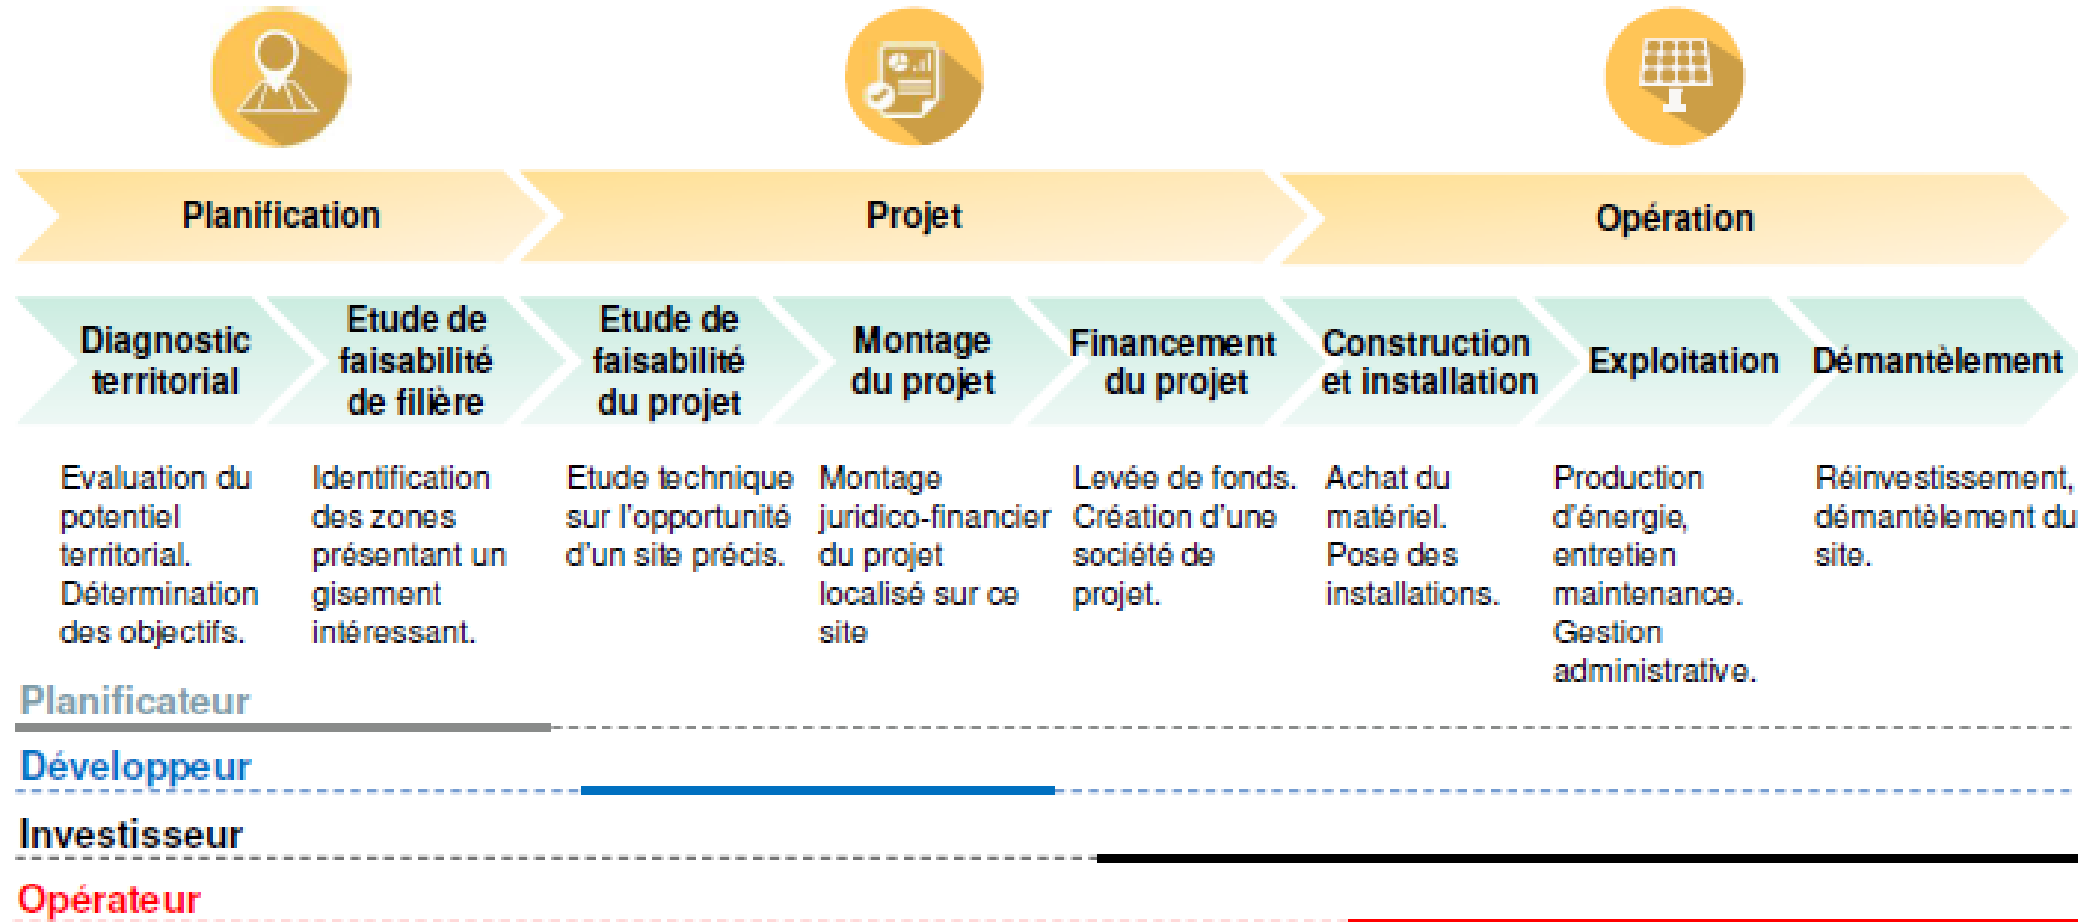 Planification
Projet
Opération
Diagnostic
territorial
Etude de
faisabilité
de filière
Etude de
faisabilité
du projet
Montage
du projet
Financement
du projet
Construction
et installation
Exploitation
Démantèlement
Evaluation du
potentiel
territorial.
Détermination
des objectifs.
Identification
des zones
présentant un
gisement
intéressant.
Etude technique
sur l'opportunité
d'un site précis.
Montage
juridico-financier
du projet
localisé sur ce
site
Levée de fonds.
Création d'une
société de
projet.
Achat du
matériel.
Pose des
installations.
Production
d'énergie,
entretien
maintenance.
Gestion
administrative.
Réinvestissement,
démantèlement du
site.
Planificateur
Développeur
Investisseur
Opérateur